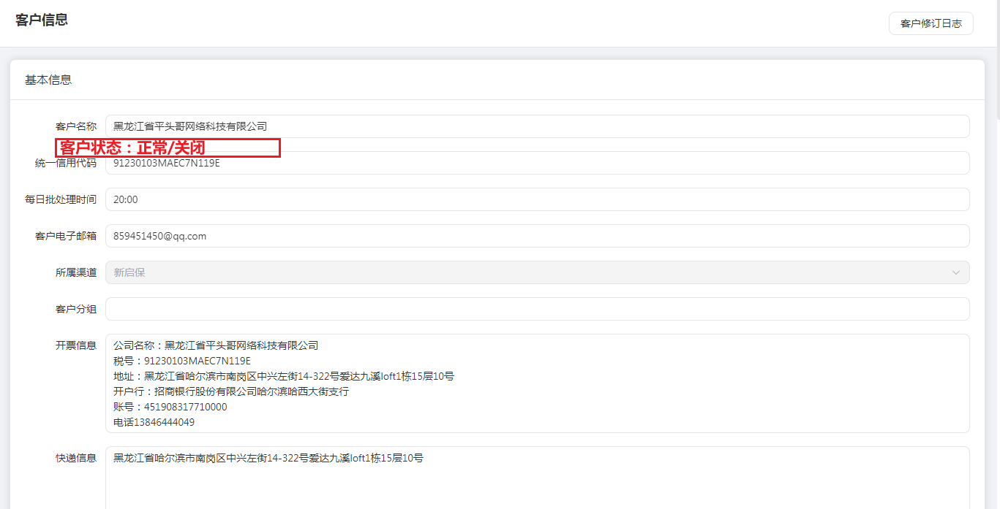 客户信息
客户修订日志
基本信息
客户名称 黑龙江省平头哥网络科技有限公司
客户状态：正常/关闭
统一信用代码 91230103MAEC7N119E
每日批处理时间 20:00
客户电子邮箱 859451450@qq.com
所属渠道 新启保
客户分组
开票信息 公司名称：黑龙江省平头哥网络科技有限公司
税号：91230103MAEC7N119E
地址：黑龙江省哈尔滨市南岗区中兴左街14-322号爱达九溪loft1栋15层10号
开户行：招商银行股份有限公司哈尔滨哈西大街支行
账号：451908317710000
电话13846444049
快递信息 黑龙江省哈尔滨市南岗区中兴左街14-322号爱达九溪loft1栋15层10号